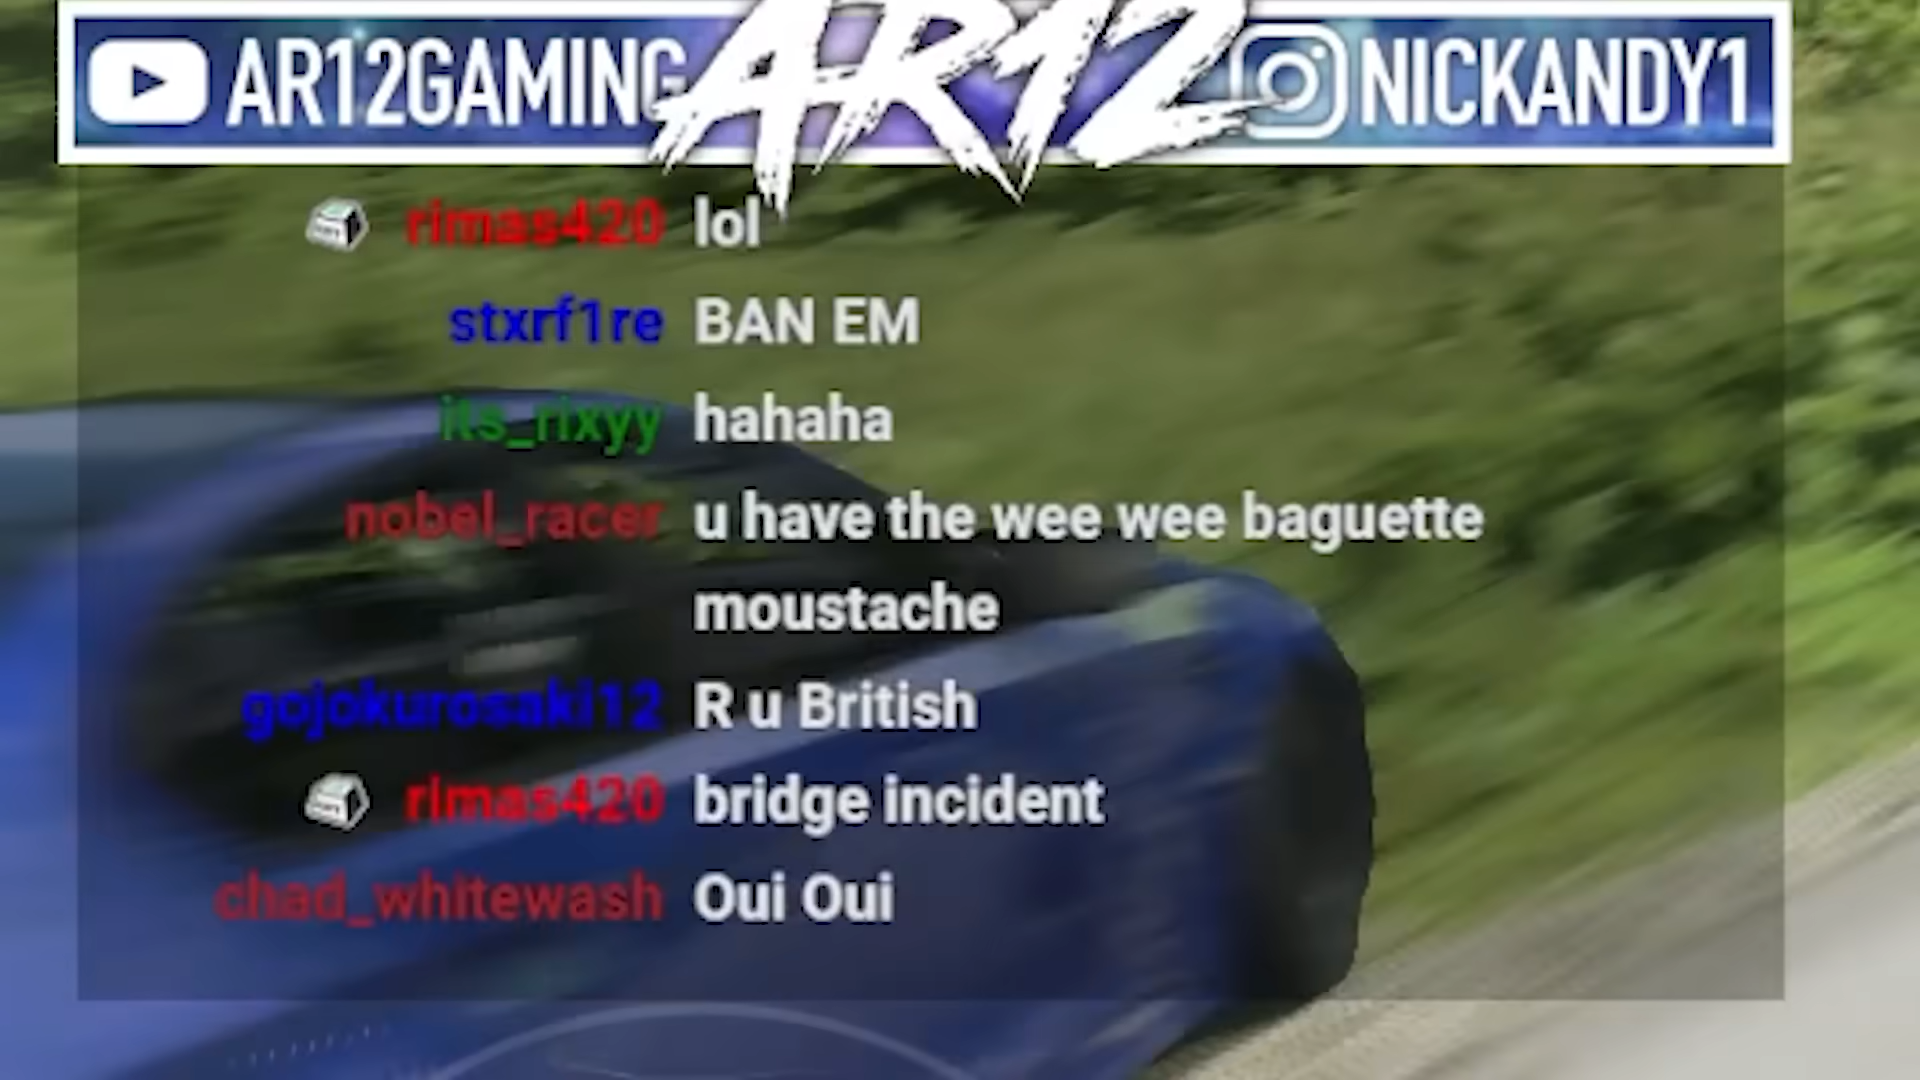 AR12GAMING AR12 NICKANDY1
rimas420 lol
stxrf1re BAN EM
its_rixyy hahaha
nobel_racer u have the wee wee baguette
moustache
gojokurosaki12 R u British
rimas420 bridge incident
chad_whitewash Oui Oui